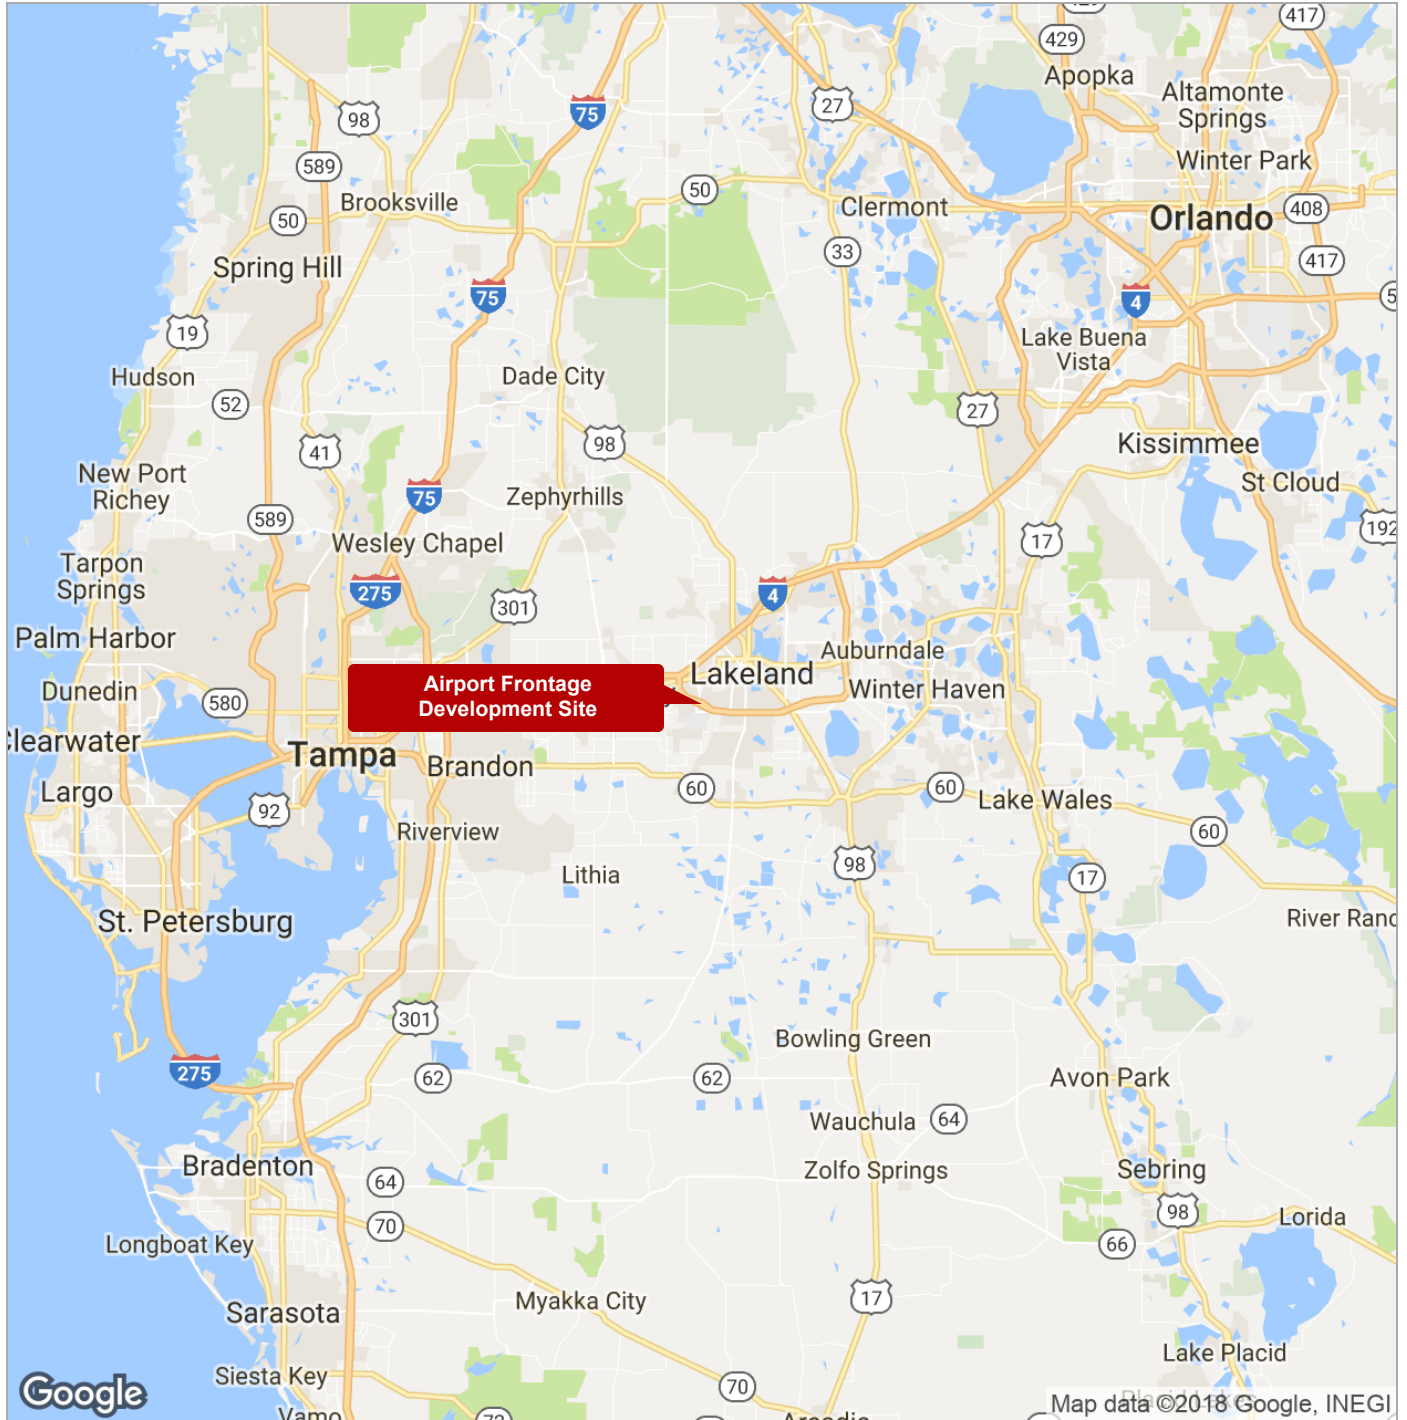 417
429
Apopka
Altamonte
Springs
75
27
98
589
Winter Park
50
Brooksville
50
Clermont
408
Orlando
33
417
Spring Hill
75
4
19
Lake Buena
Vista
Hudson
Dade City
52
27
98
41
Kissimmee
New Port
Richey
75
Zephyrhills
St Cloud
589
192
17
Wesley Chapel
Tarpon
Springs
275
4
301
Palm Harbor
Auburndale
Lakeland
Airport Frontage
Development Site
Winter Haven
Dunedin
580
Clearwater
Tampa
Brandon
60
60
Largo
92
Lake Wales
Riverview
60
98
Lithia
17
St. Petersburg
River Ranc
301
Bowling Green
275
62
62
Avon Park
Wauchula
64
Bradenton
Zolfo Springs
Sebring
64
98
70
Lorida
Longboat Key
66
Myakka City
17
Sarasota
Lake Placid
Siesta Key
70
Google
Map data ©2018 Google, INEGI